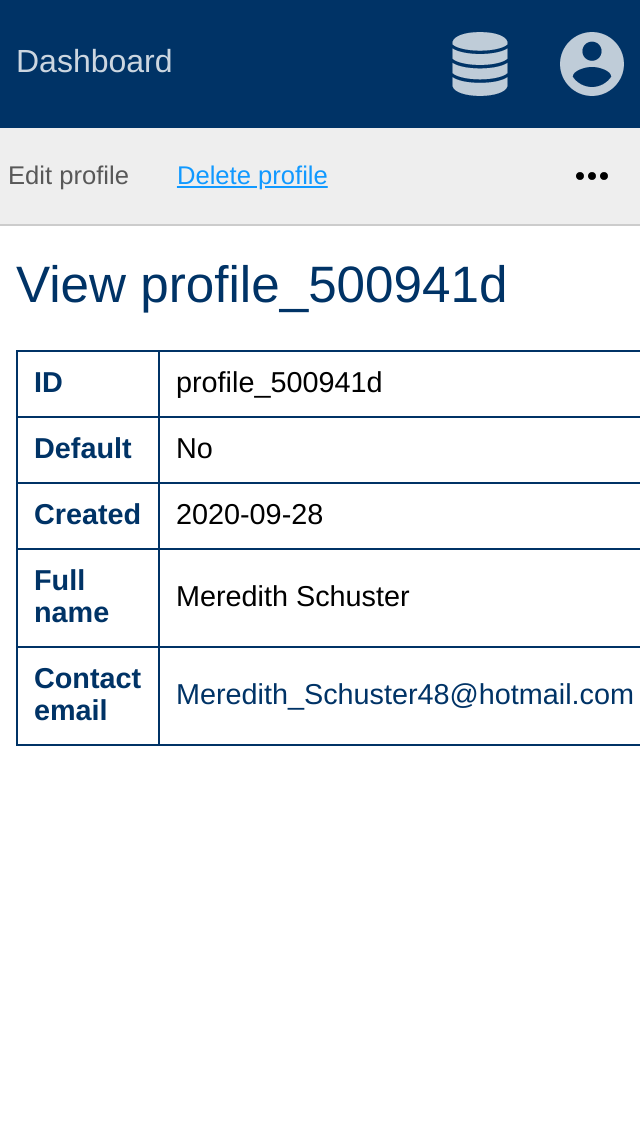 Dashboard
Edit profile Delete profile
View profile_500941d
ID profile_500941d
Default No
Created 2020-09-28
Full
name
Meredith Schuster
Contact
email
Meredith_Schuster48@hotmail.com